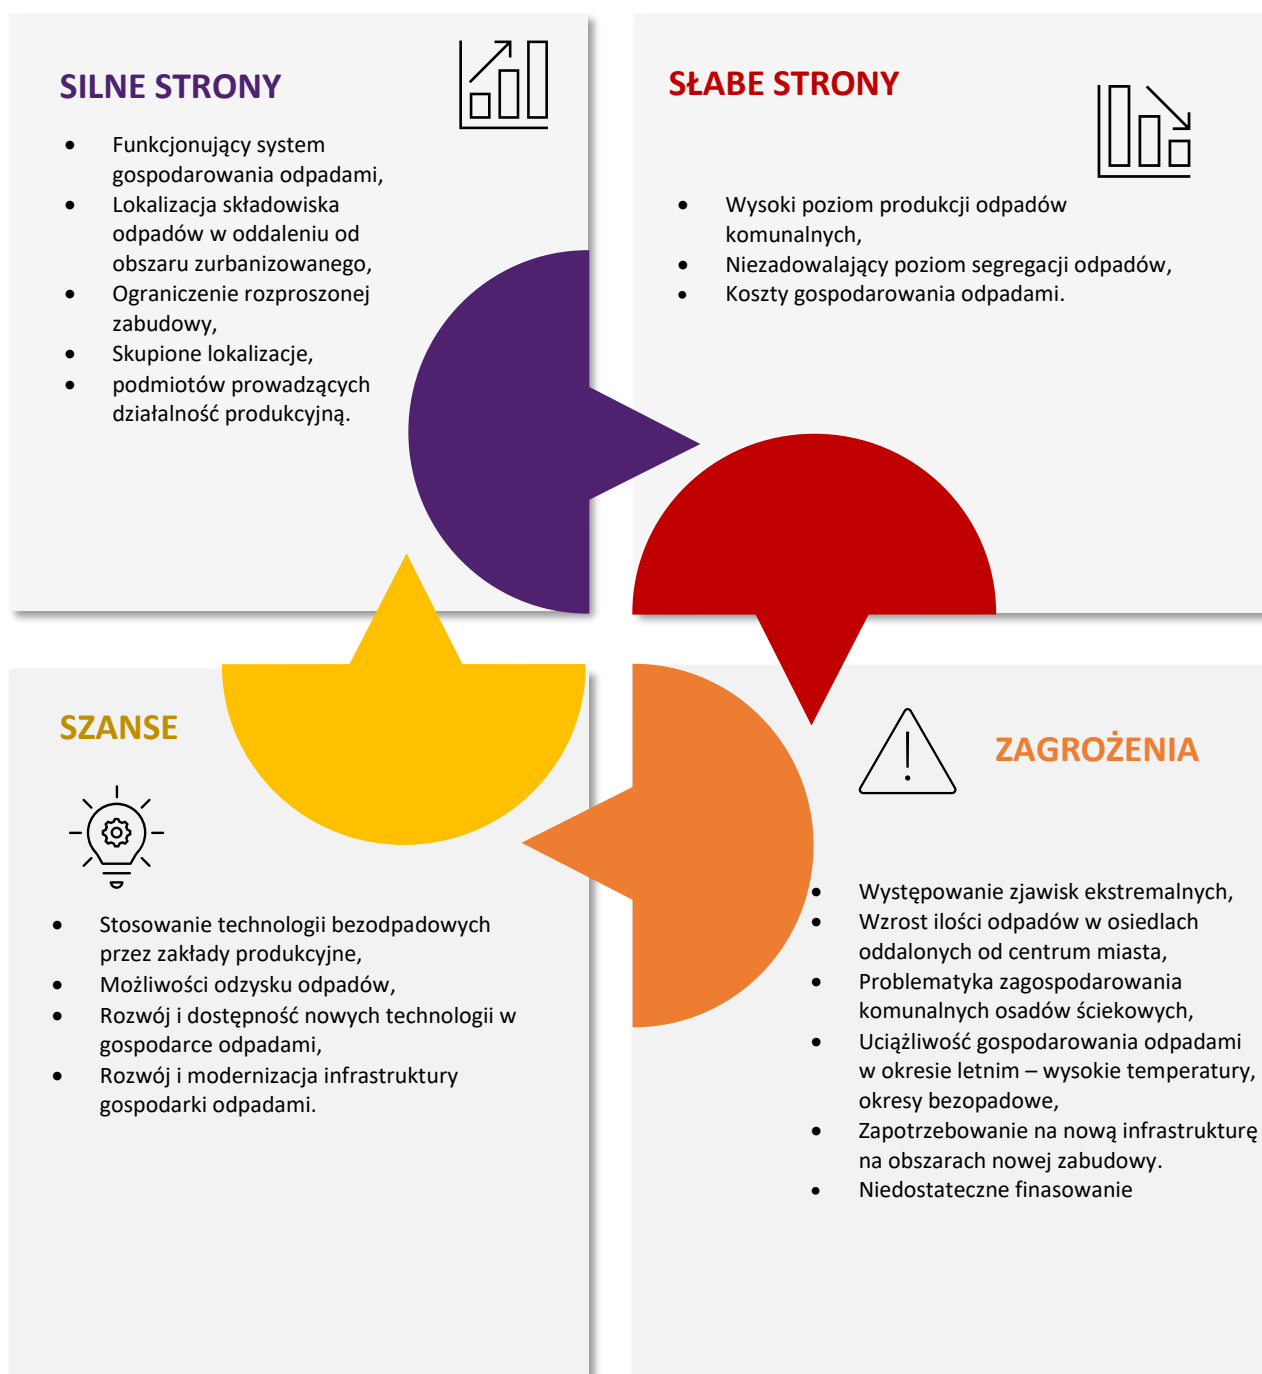 SILNE STRONY
• Funkcjonujący system
gospodarowania odpadami,
• Lokalizacja składowiska
odpadów w oddaleniu od
obszaru zurbanizowanego,
• Ograniczenie rozproszonej
zabudowy,
• Skupione lokalizacje,
• podmiotów prowadzących
działalność produkcyjną.
SŁABE STRONY
• Wysoki poziom produkcji odpadów
komunalnych,
• Niezadowalający poziom segregacji odpadów,
• Koszty gospodarowania odpadami.
SZANSE
• Stosowanie technologii bezodpadowych
przez zakłady produkcyjne,
• Możliwości odzysku odpadów,
• Rozwój i dostępność nowych technologii w
gospodarce odpadami,
• Rozwój i modernizacja infrastruktury
gospodarki odpadami.
ZAGROŻENIA
• Występowanie zjawisk ekstremalnych,
• Wzrost ilości odpadów w osiedlach
oddalonych od centrum miasta,
• Problematyka zagospodarowania
komunalnych osadów ściekowych,
• Uciążliwość gospodarowania odpadami
w okresie letnim – wysokie temperatury,
okresy bezopadowe,
• Zapotrzebowanie na nową infrastrukturę
na obszarach nowej zabudowy.
• Niedostateczne finasowanie